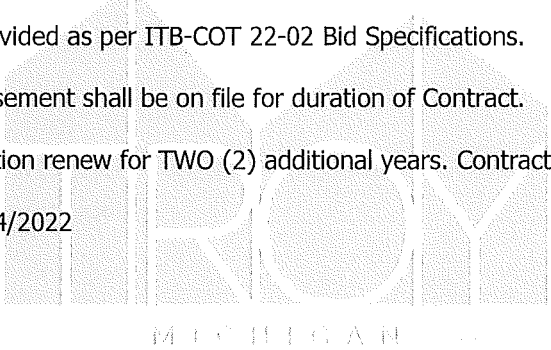 vided as per ITB-COT 22-02 Bid Specifications.
sement shall be on file for duration of Contract.
tion renew for TWO (2) additional years. Contract
4/2022
TROY
MICHIGAN